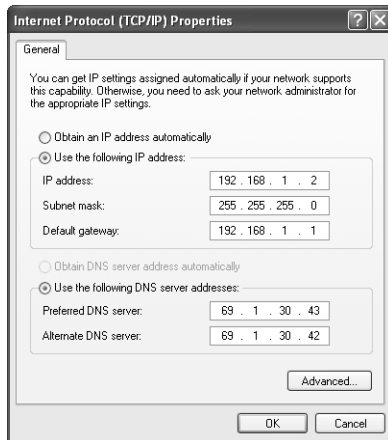 Internet Protocol (TCP/IP) Properties
General
You can get IP settings assigned automatically if your network supports
this capability. Otherwise, you need to ask your network administrator for
the appropriate IP settings.
Obtain an IP address automatically
Use the following IP address:
IP address: 192 . 168 . 1 . 2
Subnet mask: 255 . 255 . 255 . 0
Default gateway: 192 . 168 . 1 . 1
Obtain DNS server address automatically
Use the following DNS server addresses:
Preferred DNS server: 69 . 1 . 30 . 43
Alternate DNS server: 69 . 1 . 30 . 42
Advanced...
OK Cancel